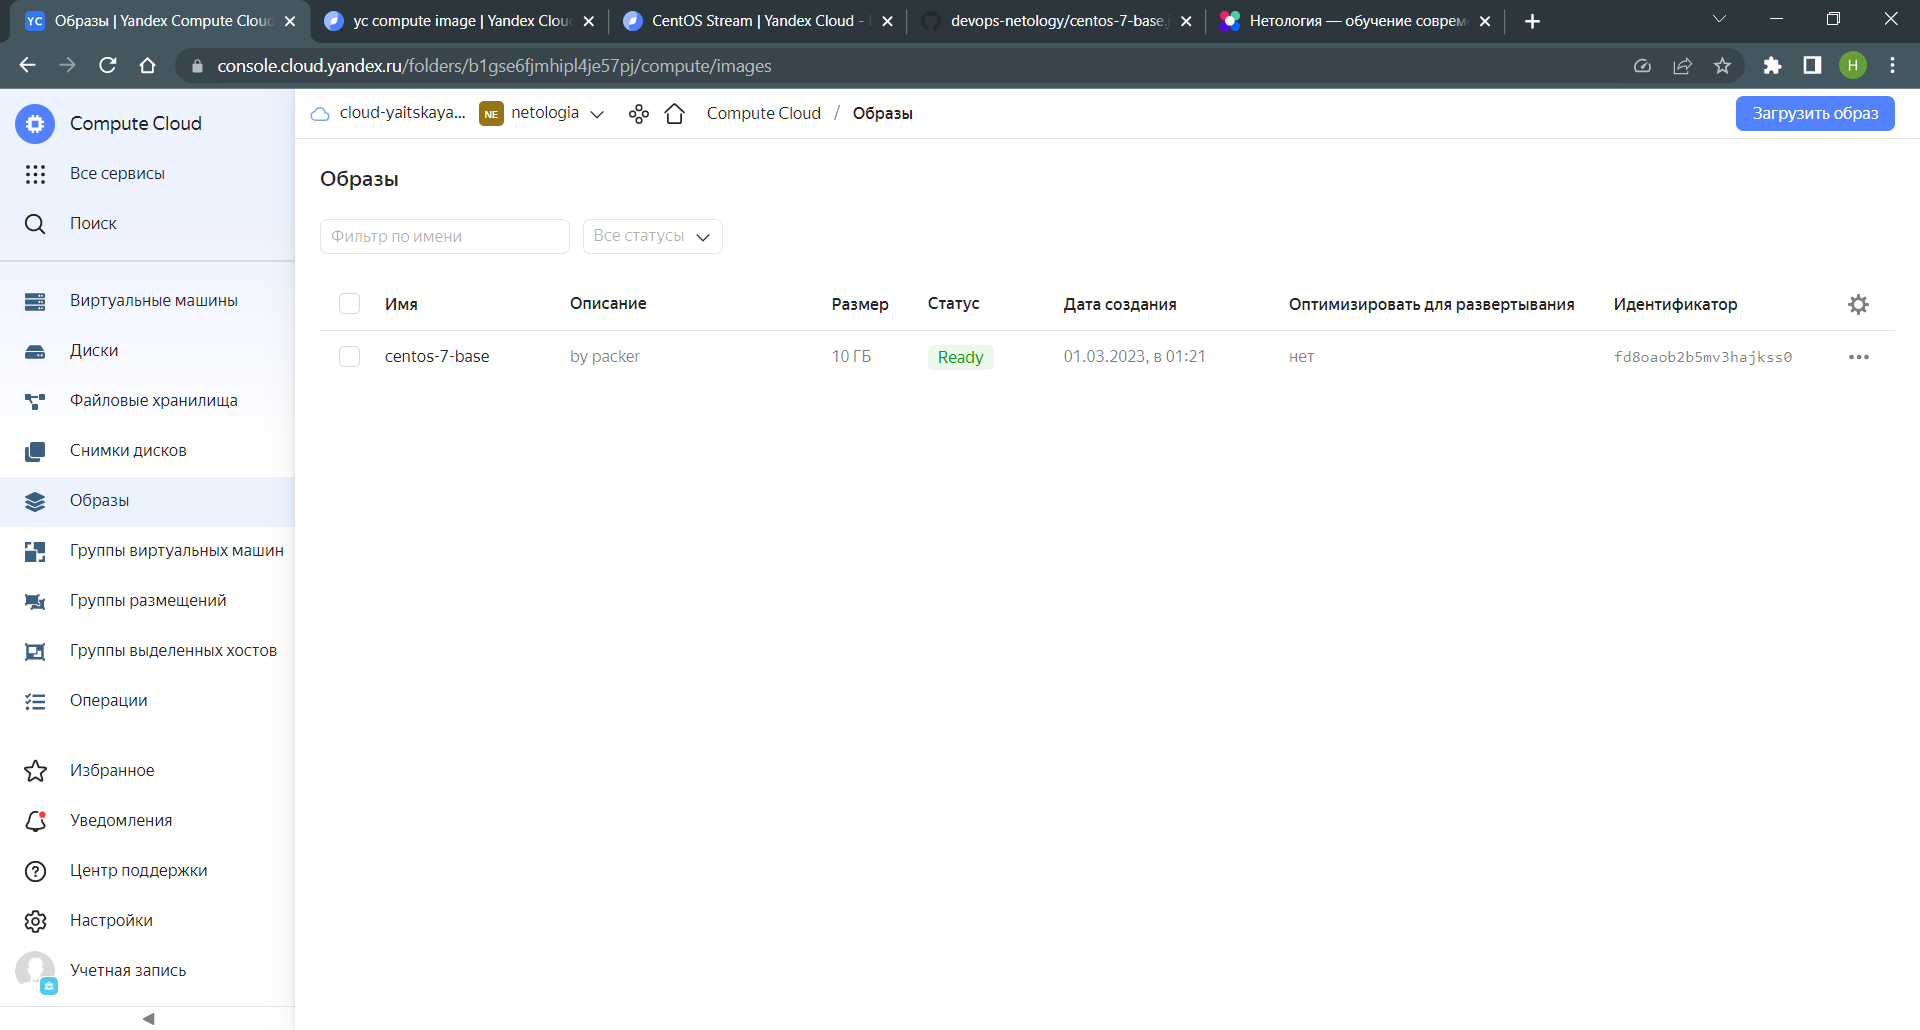 YC Образы | Yandex Compute Cloud
yc compute image | Yandex Clou
CentOS Stream | Yandex Cloud -
devops-netology/centos-7-base.j
Нетология — обучение соврем
console.cloud.yandex.ru/folders/b1gse6fjmhipl4je57pj/compute/images
H
Compute Cloud
Все сервисы
Поиск
Виртуальные машины
Диски
Файловые хранилища
Снимки дисков
Образы
Группы виртуальных машин
Группы размещений
Группы выделенных хостов
Операции
Избранное
Уведомления
Центр поддержки
Настройки
Учетная запись
cloud-yaitskaya... NE netologia Compute Cloud / Образы
Загрузить образ
Образы
Фильтр по имени Все статусы
Имя Описание Размер Статус Дата создания Оптимизировать для развертывания Идентификатор
centos-7-base by packer 10 ГБ Ready 01.03.2023, в 01:21 нет fd8oaob2b5mv3hajkss0